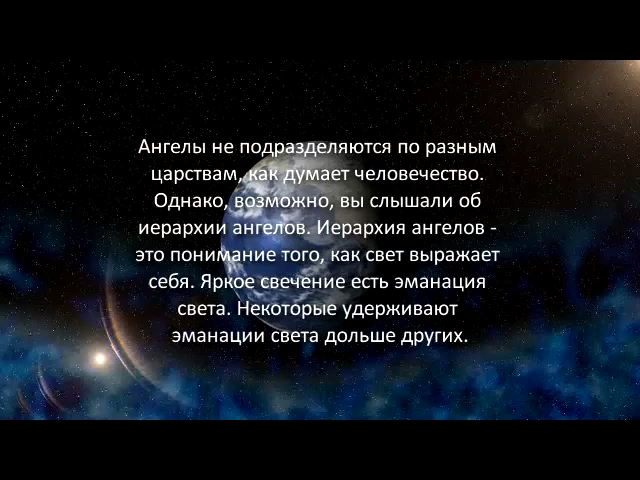 Ангелы не подразделяются по разным
царствам, как думает человечество.
Однако, возможно, вы слышали об
иерархии ангелов. Иерархия ангелов -
это понимание того, как свет выражает
себя. Яркое свечение есть эманация
света. Некоторые удерживают
эманации света дольше других.